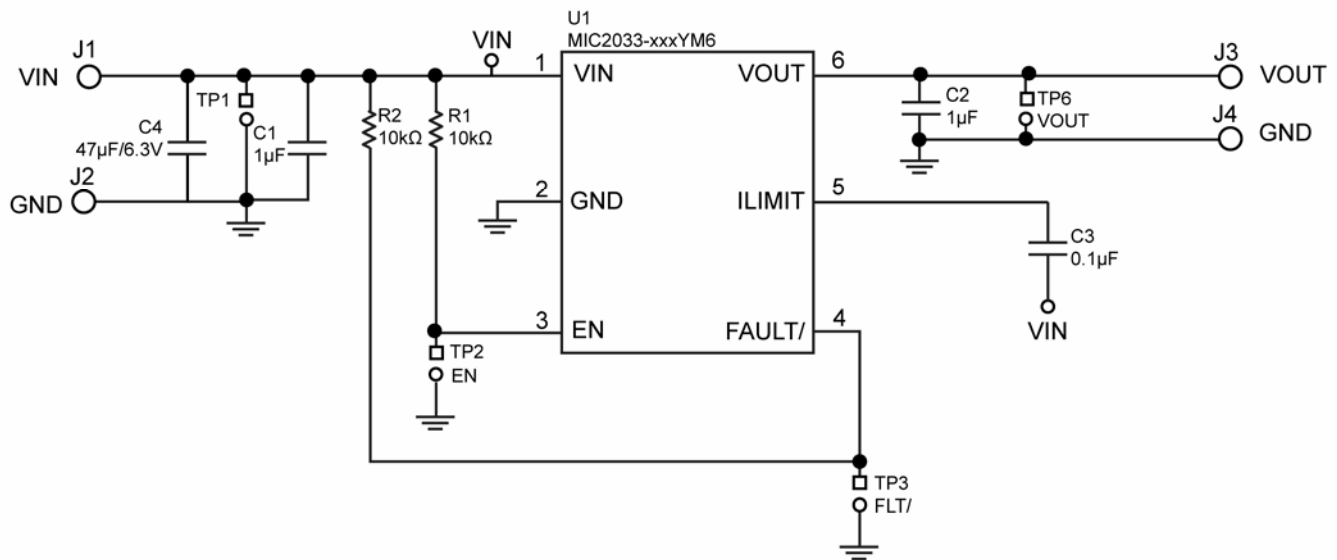 U1
MIC2033-xxxYM6
J1
VIN
VIN
1
VIN
VOUT
6
J3
VOUT
TP1
C4
47µF/6.3V
C1
1µF
R2
10kΩ
R1
10kΩ
C2
1µF
TP6
VOUT
J4
GND
J2
GND
2
GND
ILIMIT
5
C3
0.1µF
VIN
3
EN
FAULT/
4
TP2
EN
TP3
FLT/